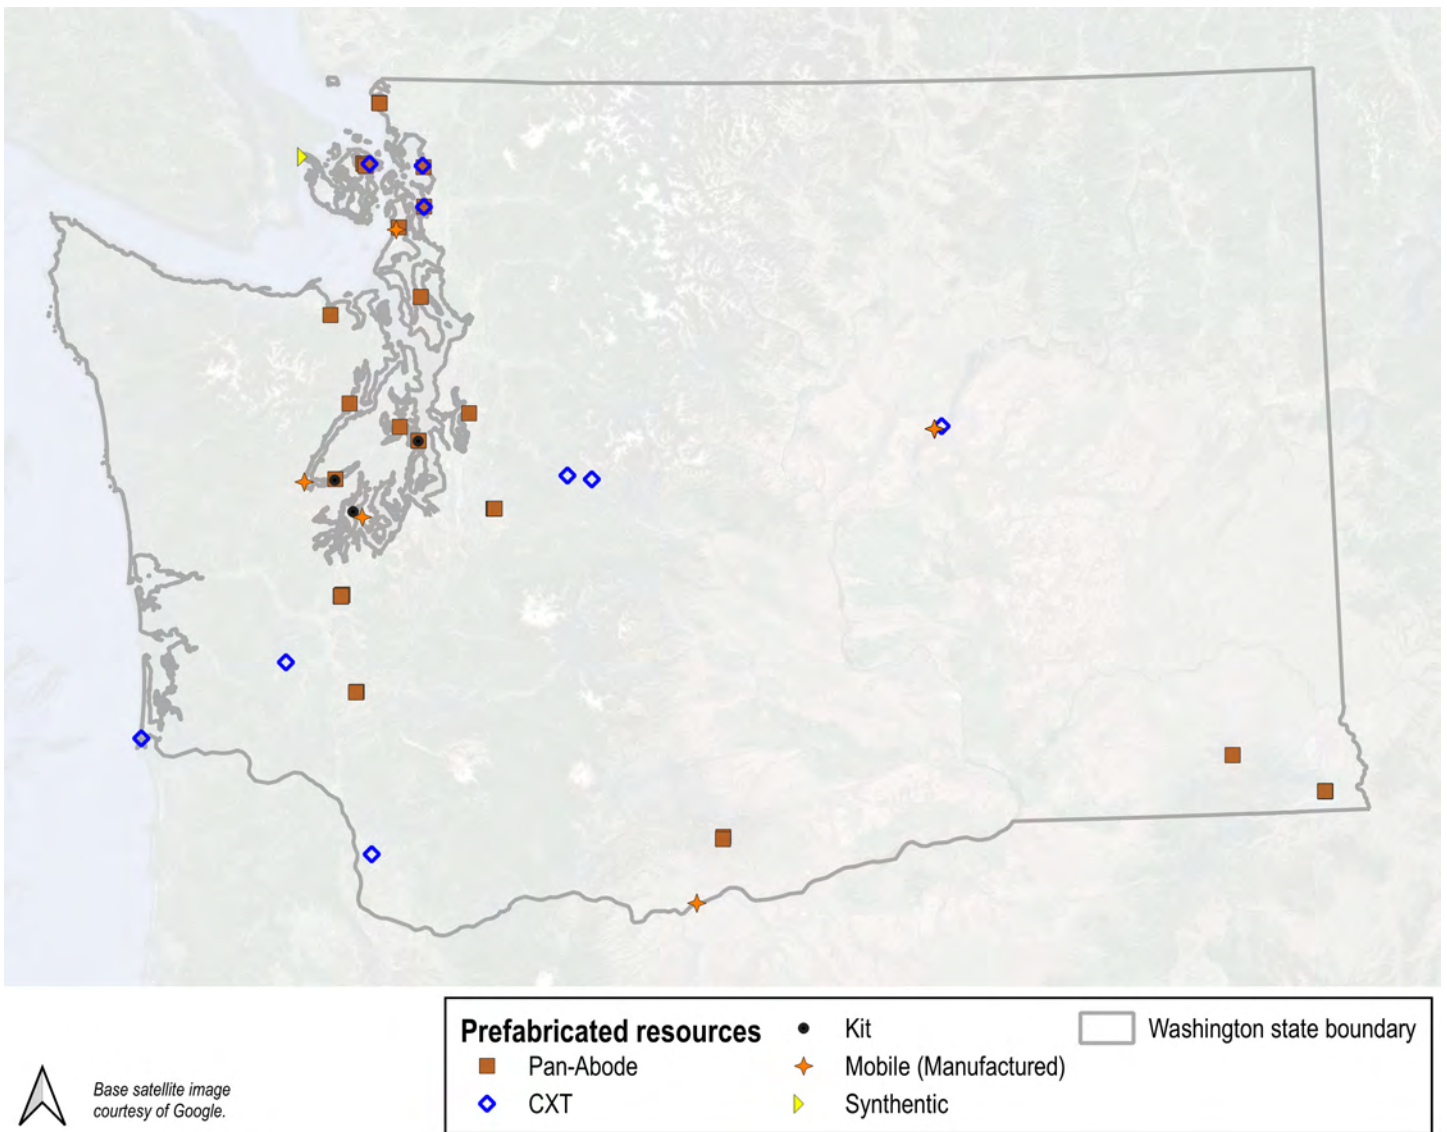 Prefabricated resources
Pan-Abode
CXT
Kit
Mobile (Manufactured)
Synthentic
Washington state boundary
Base satellite image
courtesy of Google.